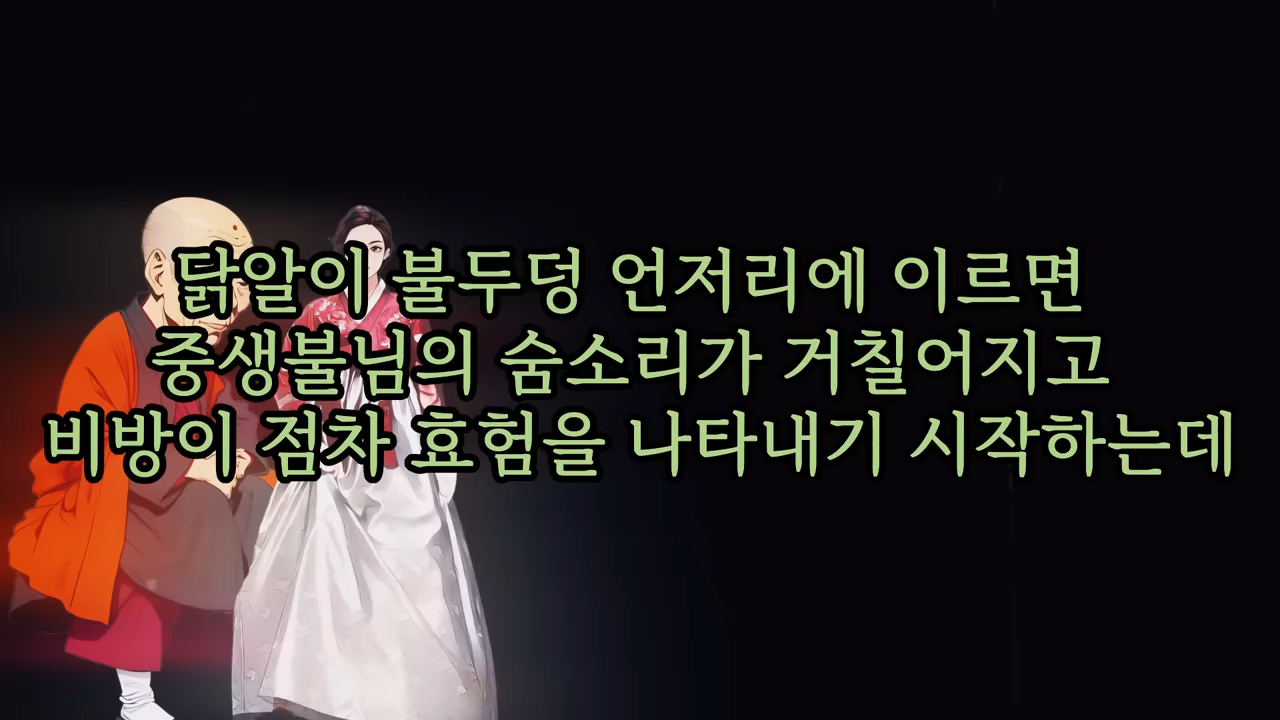 닭알이 불두덩 언저리에 이르면
중생불님의 숨소리가 거칠어지고
비방이 점차 효험을 나타내기 시작하는데